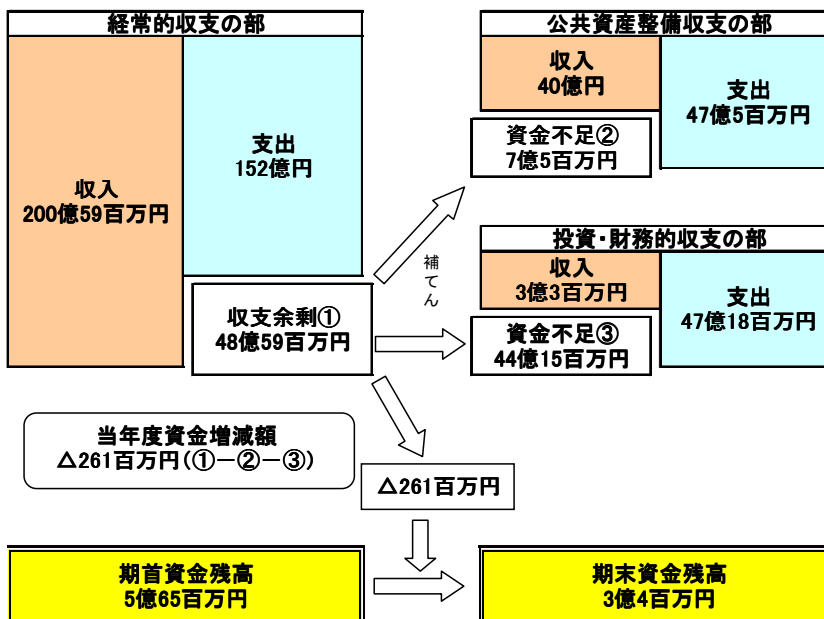 経常的収支の部
収入
200億59百万円
支出
152億円
収支余剰①
48億59百万円
公共資産整備収支の部
収入
40億円
支出
47億5百万円
資金不足②
7億5百万円
補てん
投資・財務的収支の部
収入
3億3百万円
支出
47億18百万円
資金不足③
44億15百万円
当年度資金増減額
△261百万円(①－②－③)
△261百万円
期首資金残高
5億65百万円
期末資金残高
3億4百万円